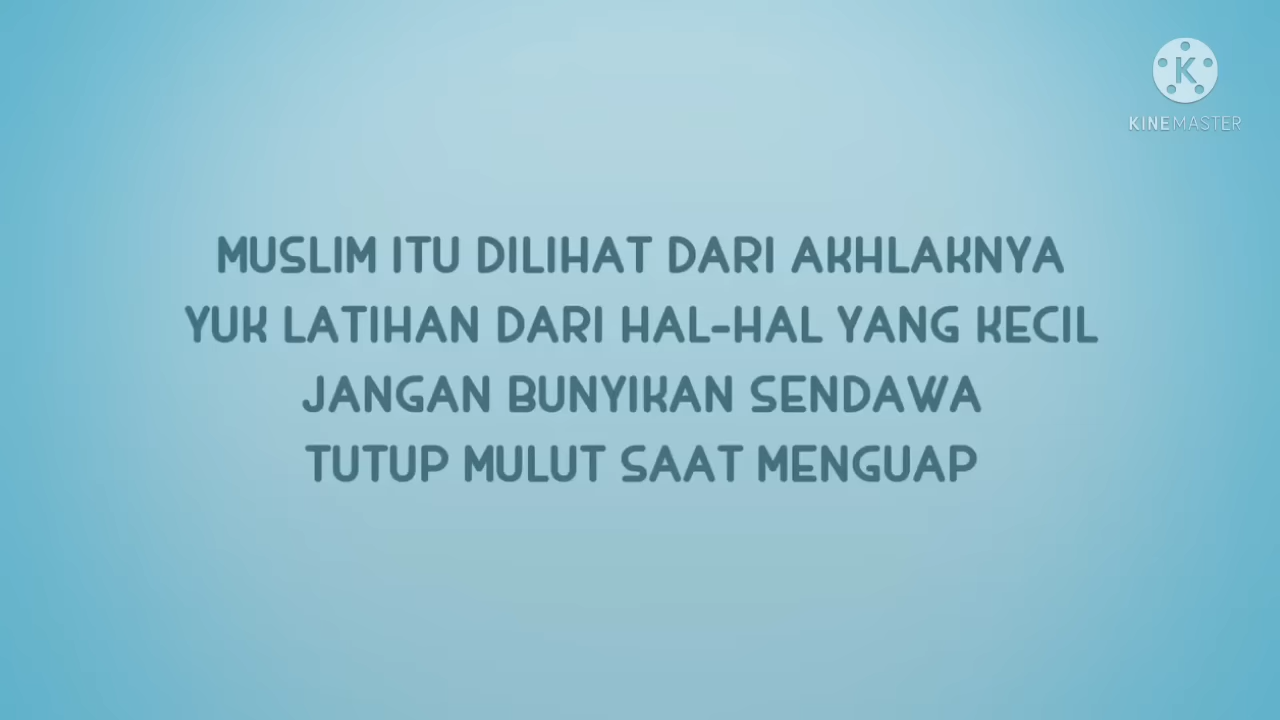 K
KINEMASTER
MUSLIM ITU DILIHAT DARI AKHLAKNYA
YUK LATIHAN DARI HAL-HAL YANG KECIL
JANGAN BUNYIKAN SENDAWA
TUTUP MULUT SAAT MENGUAP